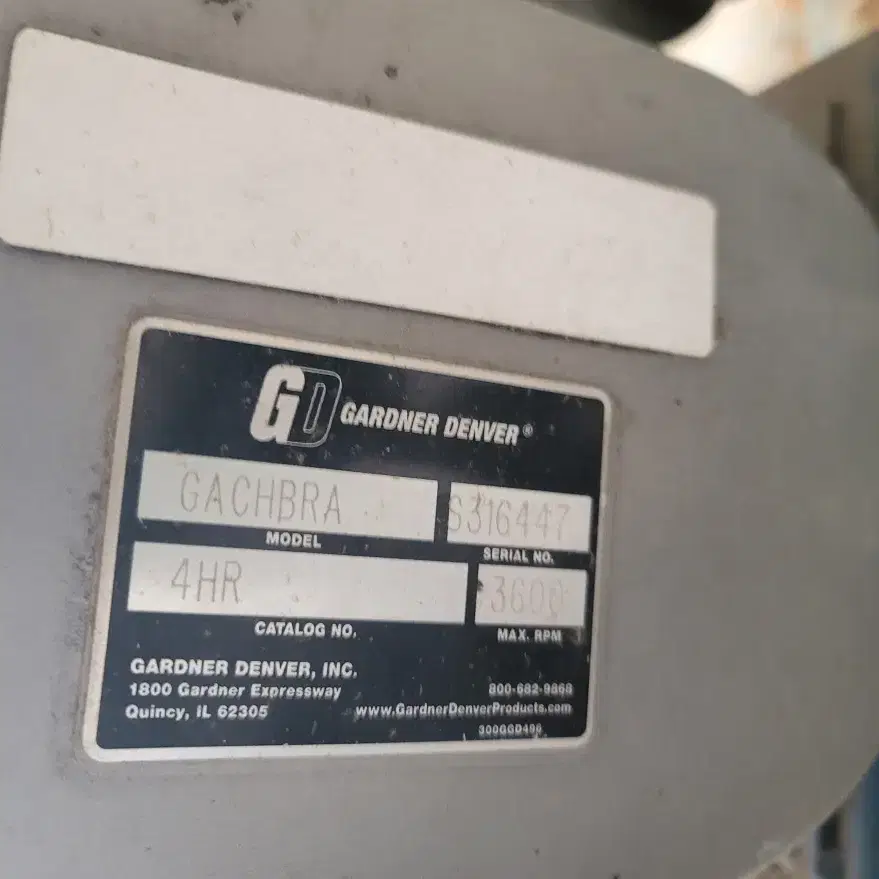 GD GARDNER DENVER®
GACHBRA S316447
MODEL SERIAL NO.
4HR 3600
CATALOG NO. MAX. RPM
GARDNER DENVER, INC.
1800 Gardner Expressway 800-682-9868
Quincy, IL 62305 www.GardnerDenverProducts.com
300GGD496